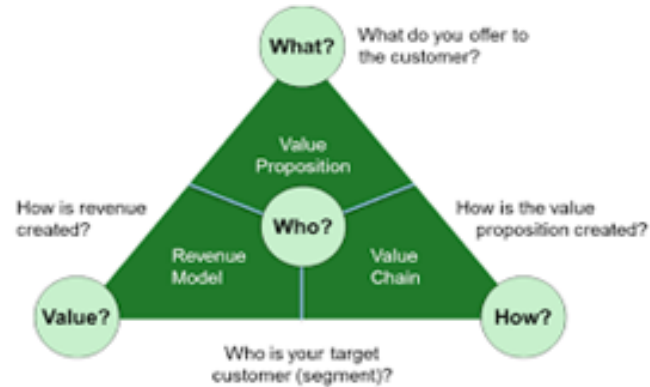 What?
What do you offer to
the customer?
Value
Proposition
How is revenue
created?
Who?
How is the value
proposition created?
Revenue
Model
Value
Chain
Value?
How?
Who is your target
customer (segment)?